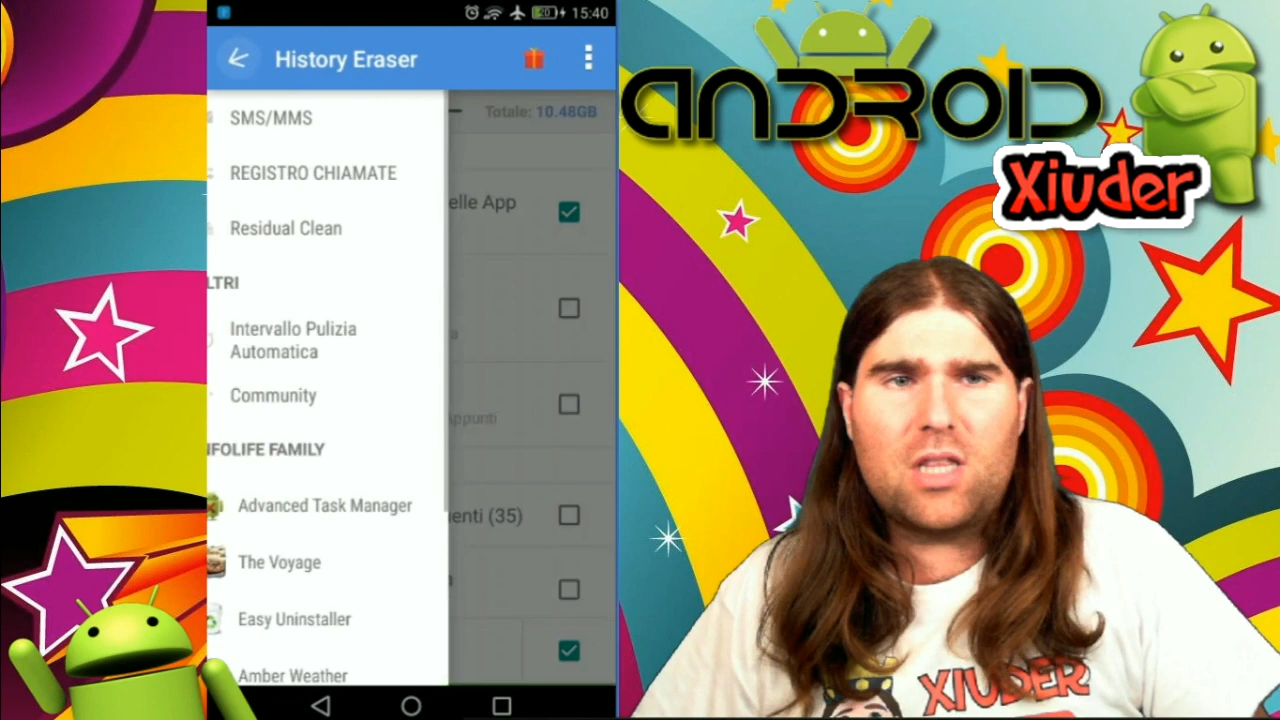 15:40
History Eraser
SMS/MMS
Totale: 10.48GB
REGISTRO CHIAMATE
elle App
Residual Clean
LTRI
Intervallo Pulizia
Automatica
a
Community
Appunti
NFOLIFE FAMILY
Advanced Task Manager
enti (35)
The Voyage
Easy Uninstaller
Amber Weather
ANDROID
Xiuder
XIUDER